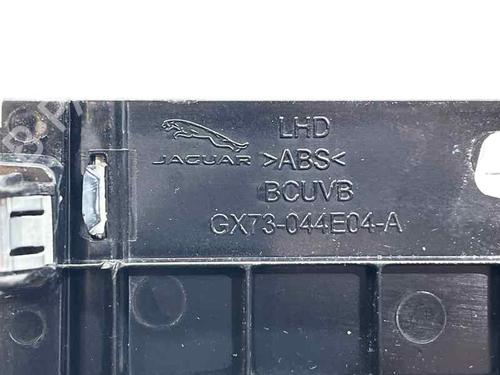 LHD
JAGUAR >ABS<
BCUVB
GX73-044E04-A